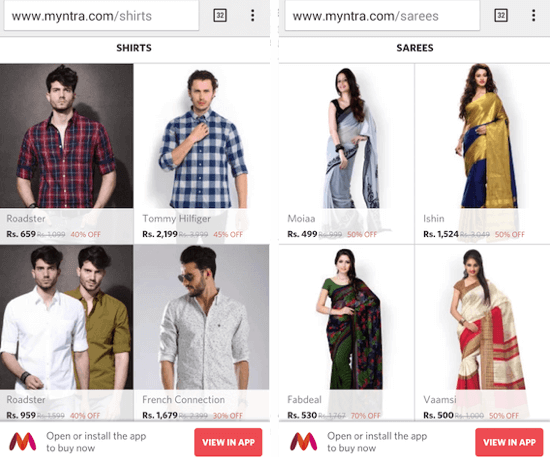 www.myntra.com/shirts
32
SHIRTS
Roadster
Rs. 659 Rs. 1,099 40% OFF
Tommy Hilfiger
Rs. 2,199 Rs. 3,999 45% OFF
Roadster
Rs. 959 Rs. 1,599 40% OFF
French Connection
Rs. 1,679 Rs. 2,399 30% OFF
Open or install the app
to buy now
VIEW IN APP
www.myntra.com/sarees
32
SAREES
Moiaa
Rs. 499 Rs. 999 50% OFF
Ishin
Rs. 1,524 Rs. 3,049 50% OFF
Fabdeal
Rs. 530 Rs. 1,767 70% OFF
Vaamsi
Rs. 500 Rs. 1,000 50% OFF
Open or install the app
to buy now
VIEW IN APP